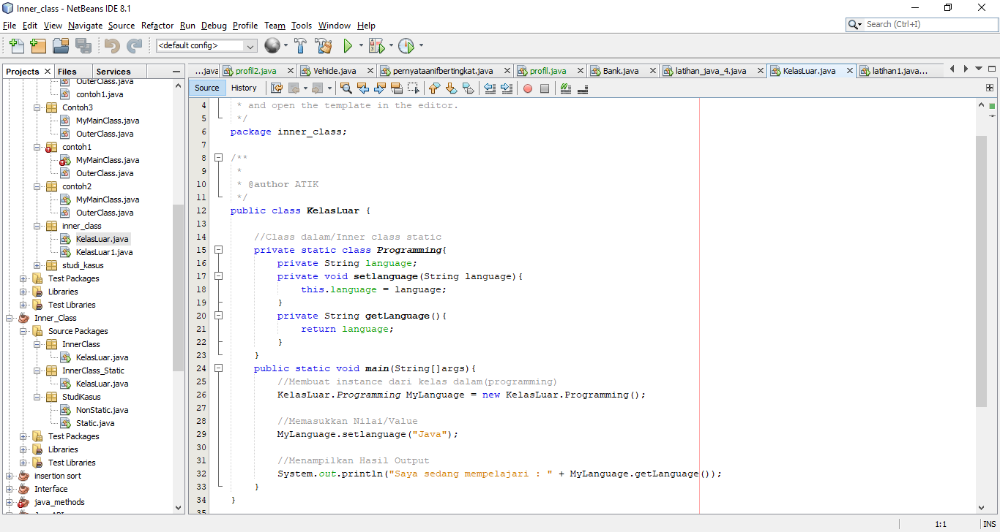 Inner_class - NetBeans IDE 8.1
File Edit View Navigate Source Refactor Run Debug Profile Team Tools Window Help
Search (Ctrl+I)
<default config>
Projects Files Services
OuterClass.java
contoh1.java
Contoh3
MyMainClass.java
OuterClass.java
contoh1
MyMainClass.java
OuterClass.java
contoh2
MyMainClass.java
OuterClass.java
inner_class
KelasLuar.java
KelasLuar1.java
studi_kasus
Test Packages
Libraries
Test Libraries
Inner_Class
Source Packages
InnerClass
KelasLuar.java
InnerClass_Static
KelasLuar.java
StudiKasus
NonStatic.java
Static.java
Test Packages
Libraries
Test Libraries
insertion sort
Interface
java_methods
...java profil2.java Vehicle.java pernyataanifbertingkat.java profil.java Bank.java latihan_java_4.java KelasLuar.java latihan1.java...
Source History
4 * and open the template in the editor.
5 */
6 package inner_class;
7
8 /**
9 *
10 * @author ATIK
11 */
12 public class KelasLuar {
13
14 //Class dalam/Inner class static
15 private static class Programming{
16 private String language;
17 private void setlanguage(String language){
18 this.language = language;
19 }
20 private String getLanguage(){
21 return language;
22 }
23 }
24 public static void main(String[]args){
25 //Membuat instance dari kelas dalam(programming)
26 KelasLuar.Programming MyLanguage = new KelasLuar.Programming();
27
28 //Memasukkan Nilai/Value
29 MyLanguage.setlanguage("Java");
30
31 //Menampilkan Hasil Output
32 System.out.println("Saya sedang mempelajari : " + MyLanguage.getLanguage());
33 }
34 }
35
1:1 INS